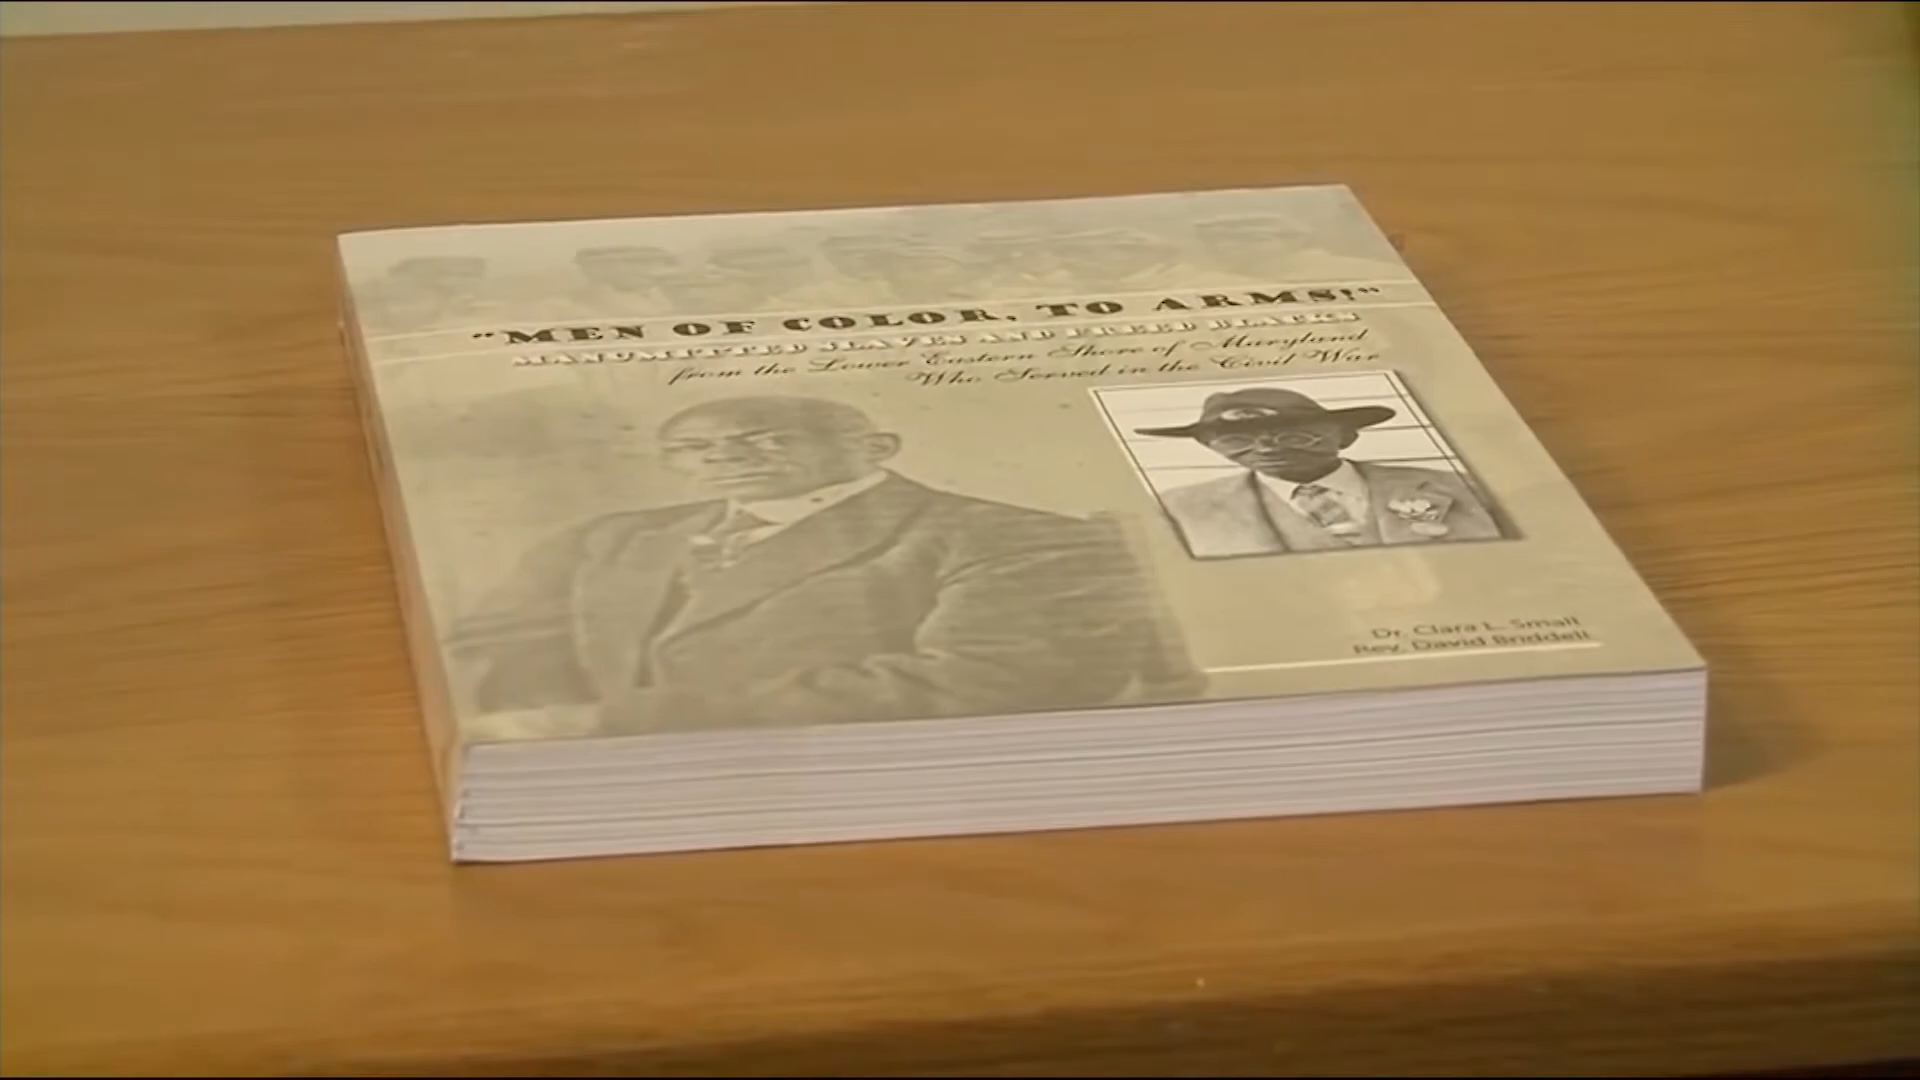 "MEN OF COLOR, TO ARMS!"
MANUMITTED SLAVES AND FREED BLACKS
from the Lower Eastern Shore of Maryland
Who Served in the Civil War
Dr. Clara L. Small
Rev. David Briddell